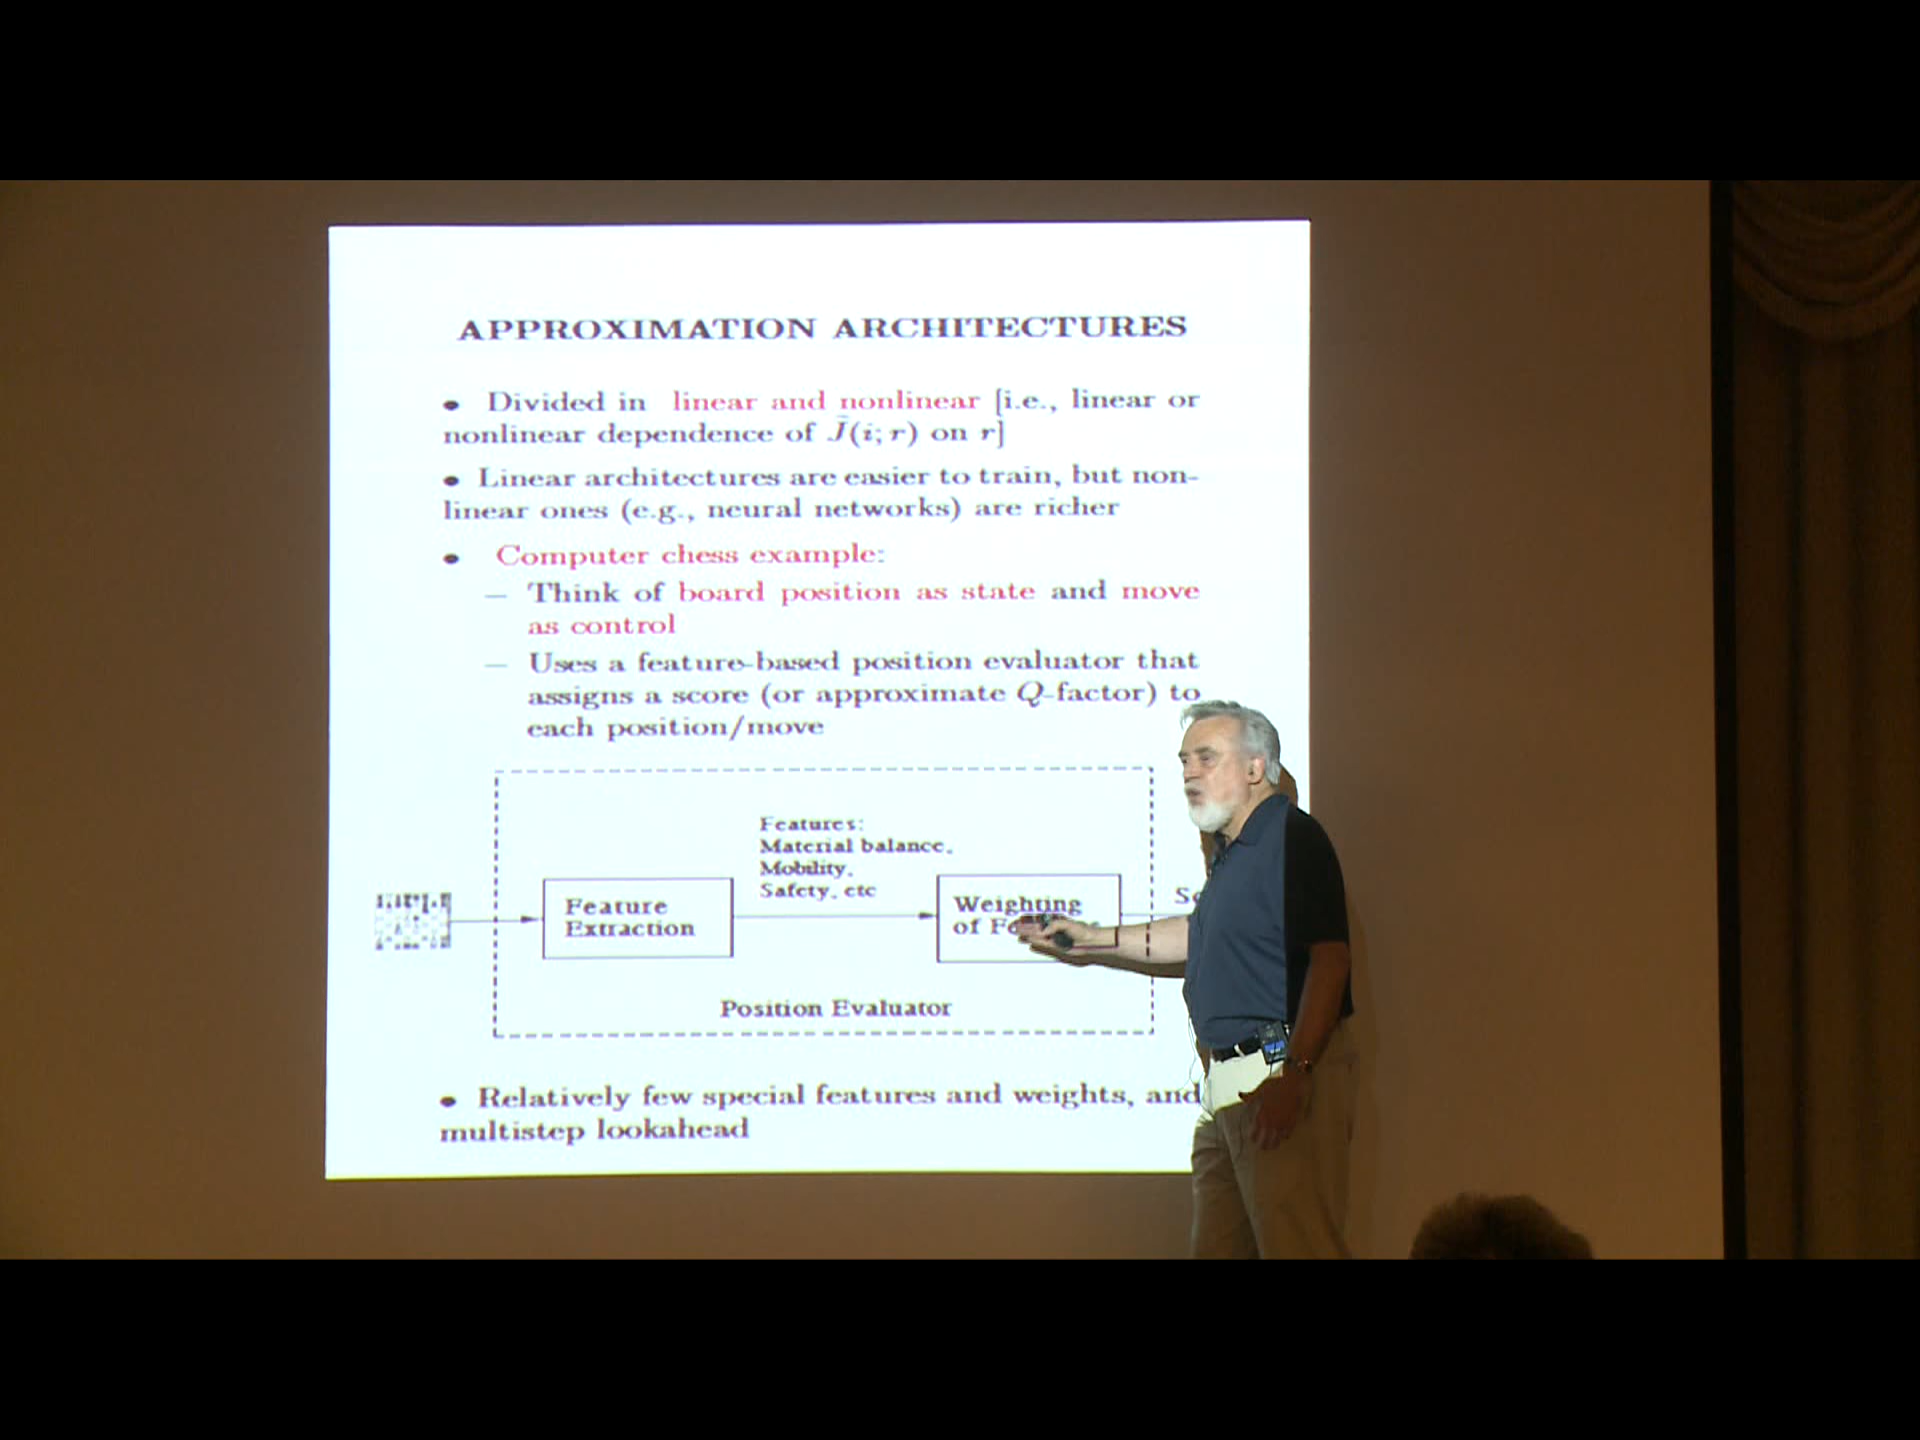 APPROXIMATION ARCHITECTURES
• Divided in linear and nonlinear [i.e., linear or
nonlinear dependence of J̃(i; r) on r]
• Linear architectures are easier to train, but non-
linear ones (e.g., neural networks) are richer
• Computer chess example:
– Think of board position as state and move
as control
– Uses a feature-based position evaluator that
assigns a score (or approximate Q-factor) to
each position/move
Features:
Material balance,
Mobility,
Safety, etc
Feature
Extraction
Weighting
of
Position Evaluator
• Relatively few special features and weights, and
multistep lookahead